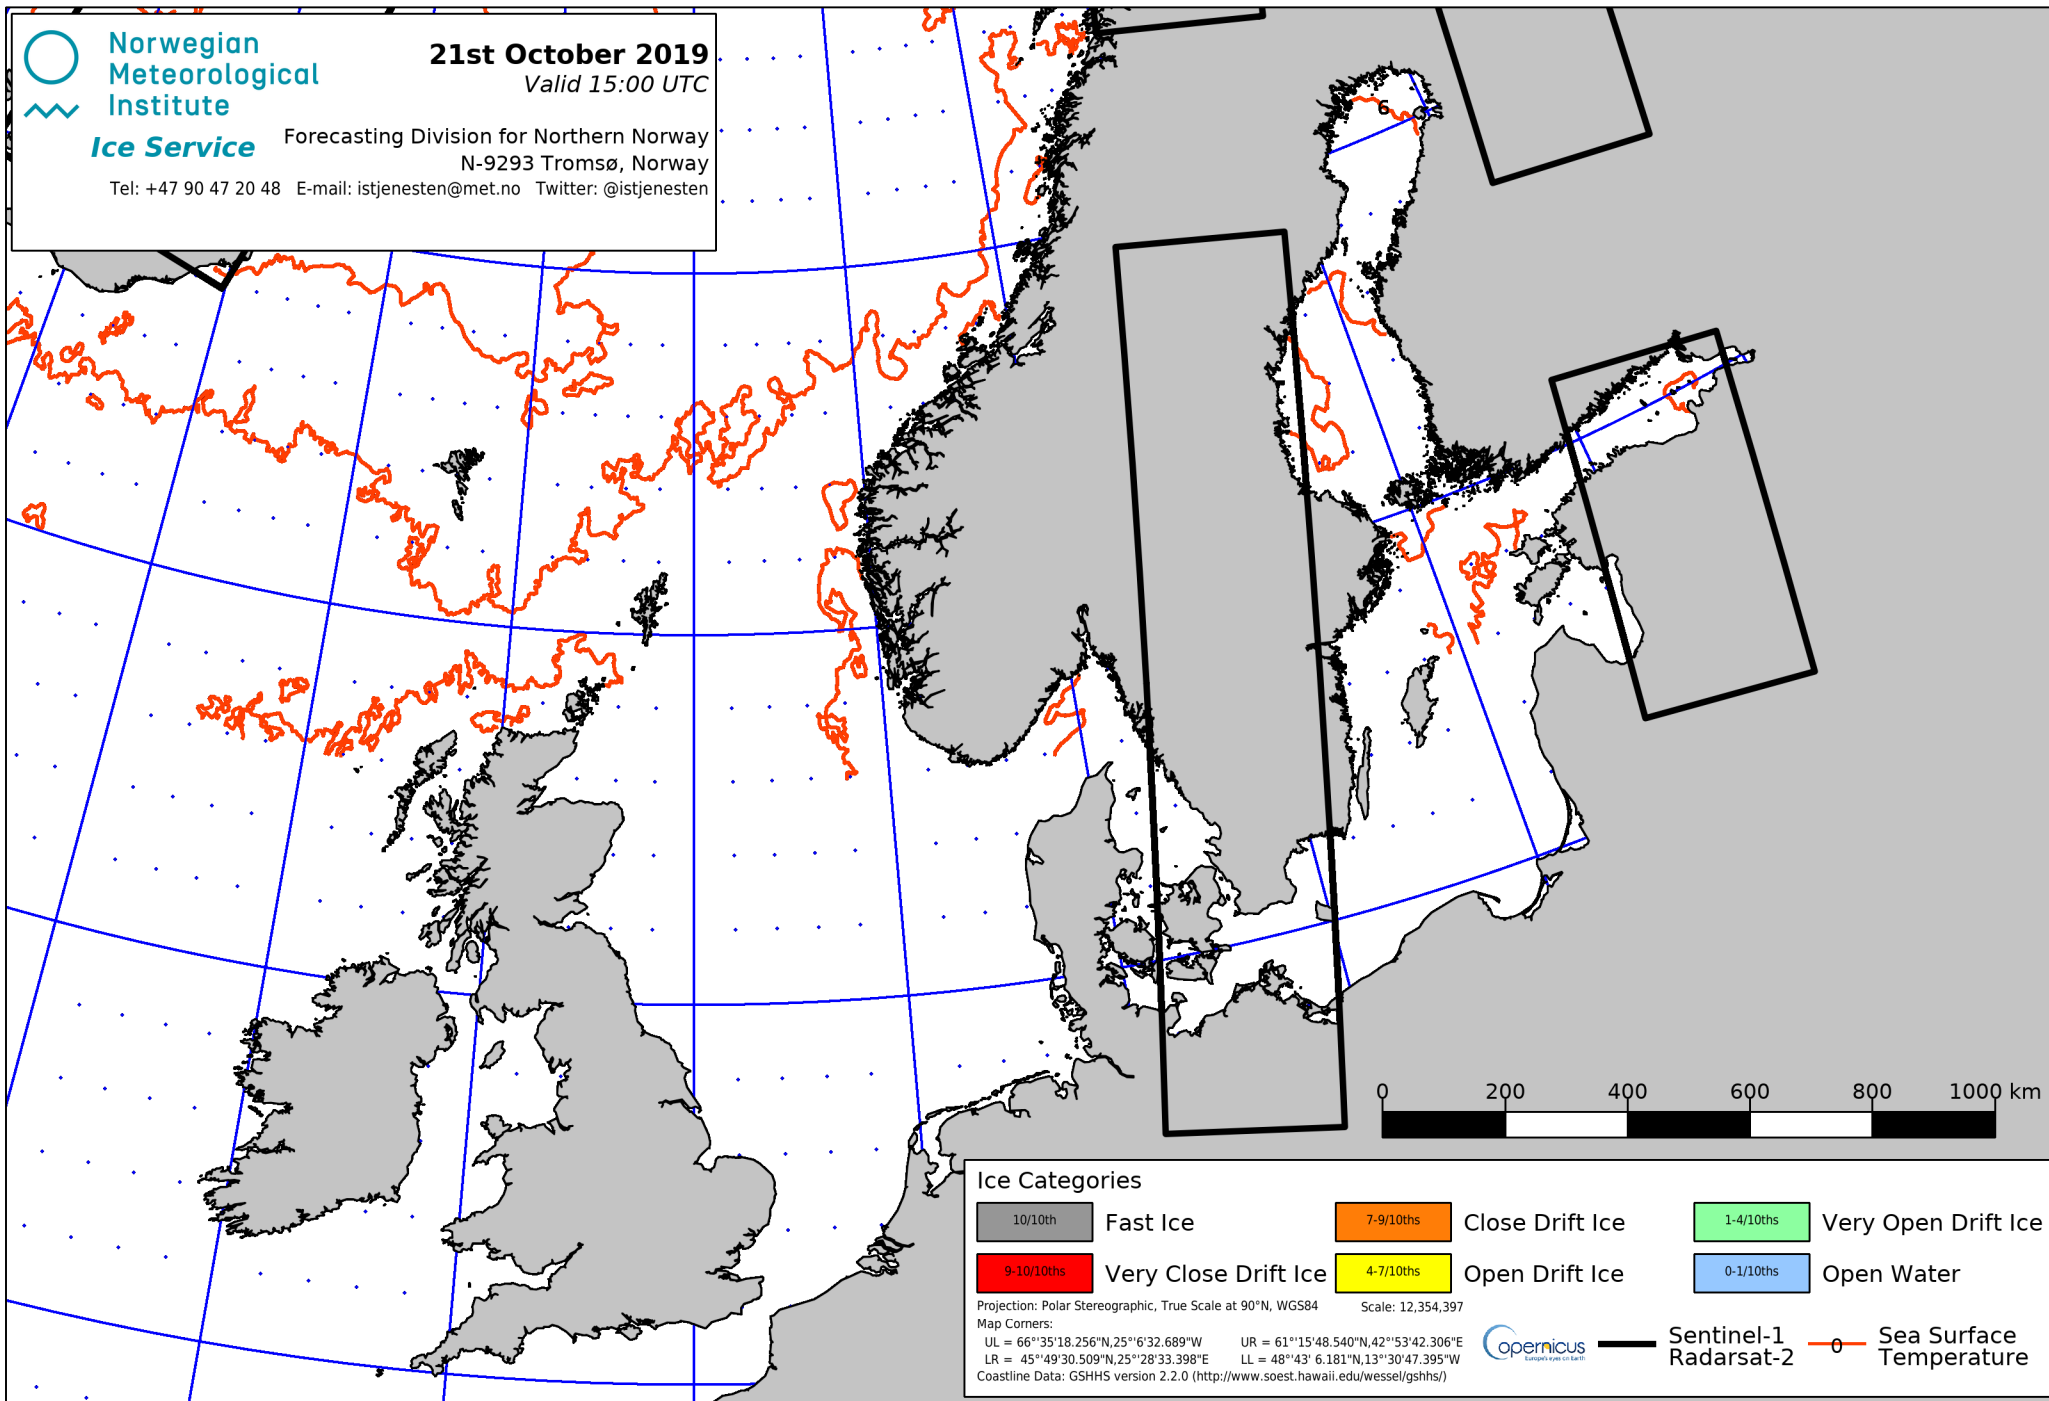 Norwegian
Meteorological
Institute
Ice Service
21st October 2019
Valid 15:00 UTC
Forecasting Division for Northern Norway
N-9293 Tromsø, Norway
Tel: +47 90 47 20 48 E-mail: istjenesten@met.no Twitter: @istjenesten
6
0 200 400 600 800 1000 km
Ice Categories
10/10th Fast Ice
7-9/10ths Close Drift Ice
1-4/10ths Very Open Drift Ice
9-10/10ths Very Close Drift Ice
4-7/10ths Open Drift Ice
0-1/10ths Open Water
Projection: Polar Stereographic, True Scale at 90°N, WGS84 Scale: 12,354,397
Map Corners:
UL = 66°'35'18.256"N,25°'6'32.689"W UR = 61°'15'48.540"N,42°'53'42.306"E
LR = 45°'49'30.509"N,25°'28'33.398"E LL = 48°'43' 6.181"N,13°'30'47.395"W
Coastline Data: GSHHS version 2.2.0 (http://www.soest.hawaii.edu/wessel/gshhs/)
Copernicus
Europe's eyes on Earth
Sentinel-1
Radarsat-2
0
Sea Surface
Temperature